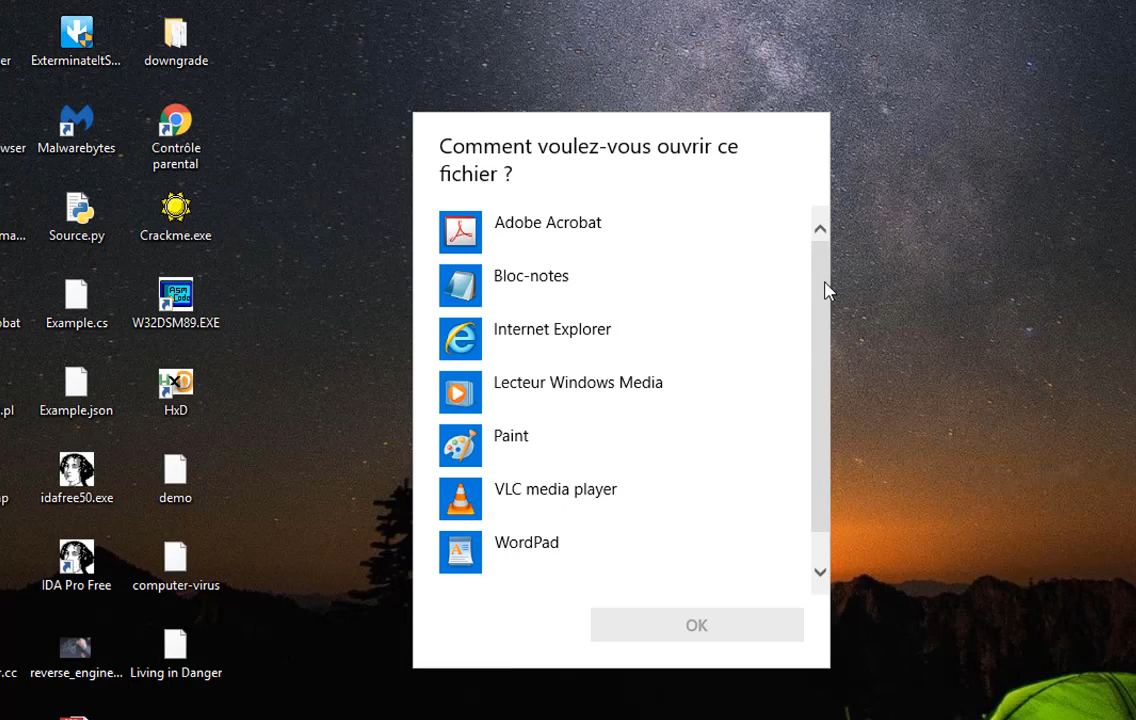 er
ExterminateItS...
downgrade
wser
Malwarebytes
Contrôle
parental
ma...
Source.py
Crackme.exe
obat
Example.cs
W32DSM89.EXE
.pl
Example.json
HxD
np
idafree50.exe
demo
IDA Pro Free
computer-virus
r.cc
reverse_engine...
Living in Danger
Comment voulez-vous ouvrir ce
fichier ?
Adobe Acrobat
Bloc-notes
Internet Explorer
Lecteur Windows Media
Paint
VLC media player
WordPad
OK